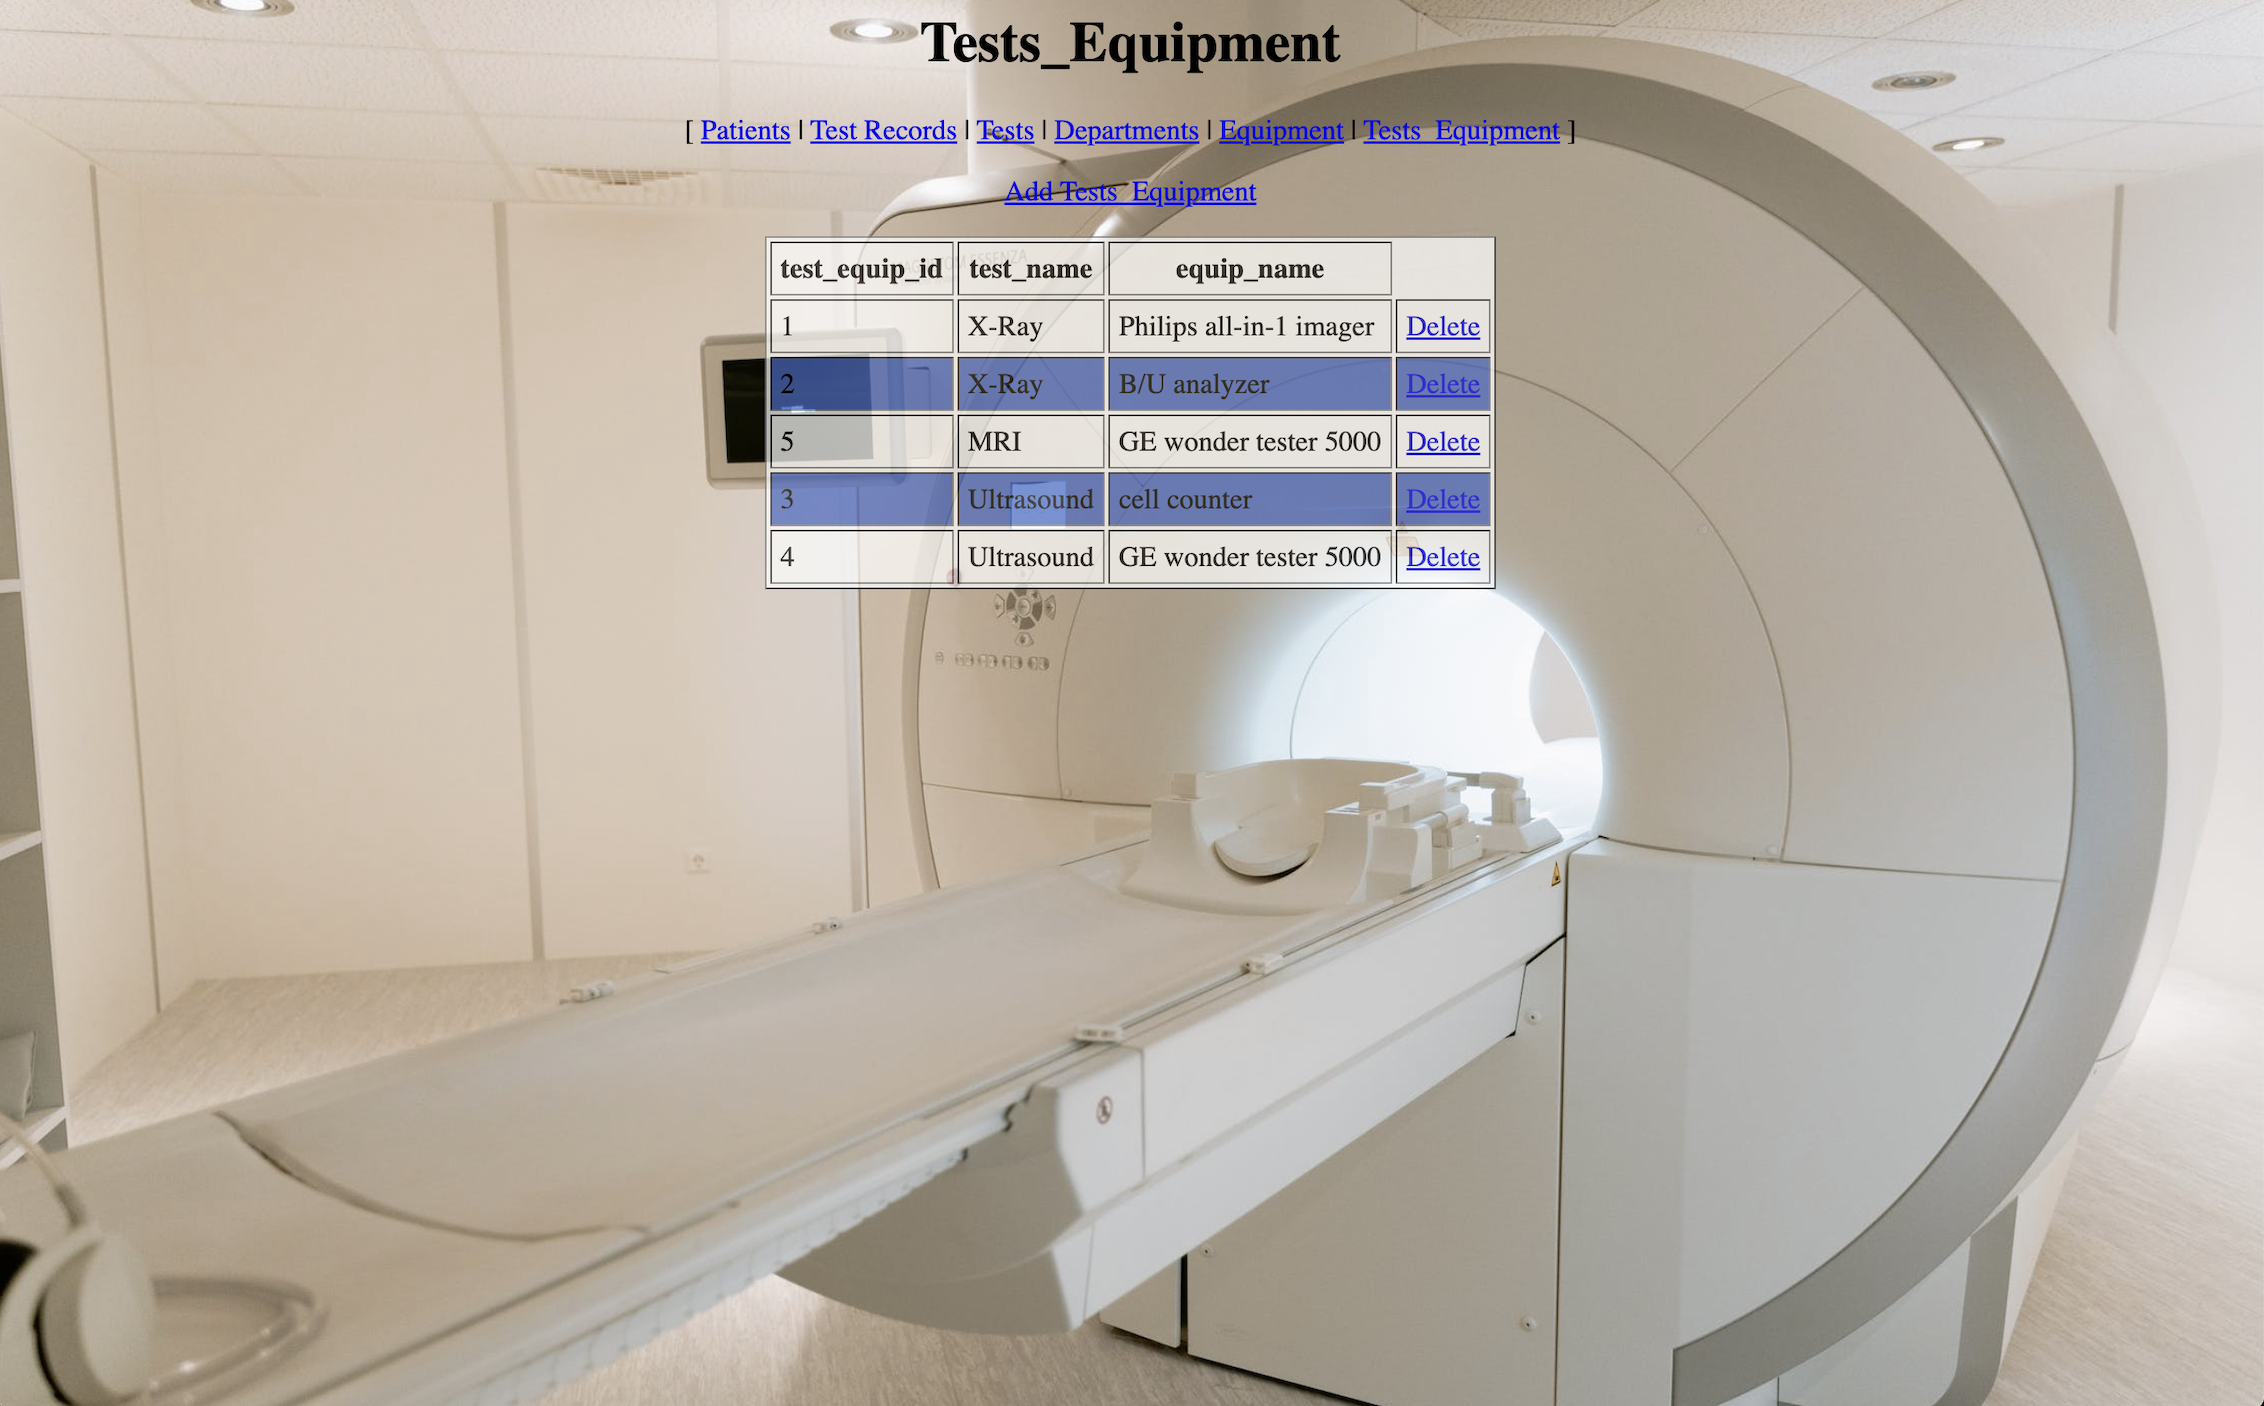 Tests_Equipment
[ Patients | Test Records | Tests | Departments | Equipment | Tests_Equipment ]
Add Tests_Equipment
test_equip_id test_name equip_name
1 X-Ray Philips all-in-1 imager Delete
2 X-Ray B/U analyzer Delete
5 MRI GE wonder tester 5000 Delete
3 Ultrasound cell counter Delete
4 Ultrasound GE wonder tester 5000 Delete